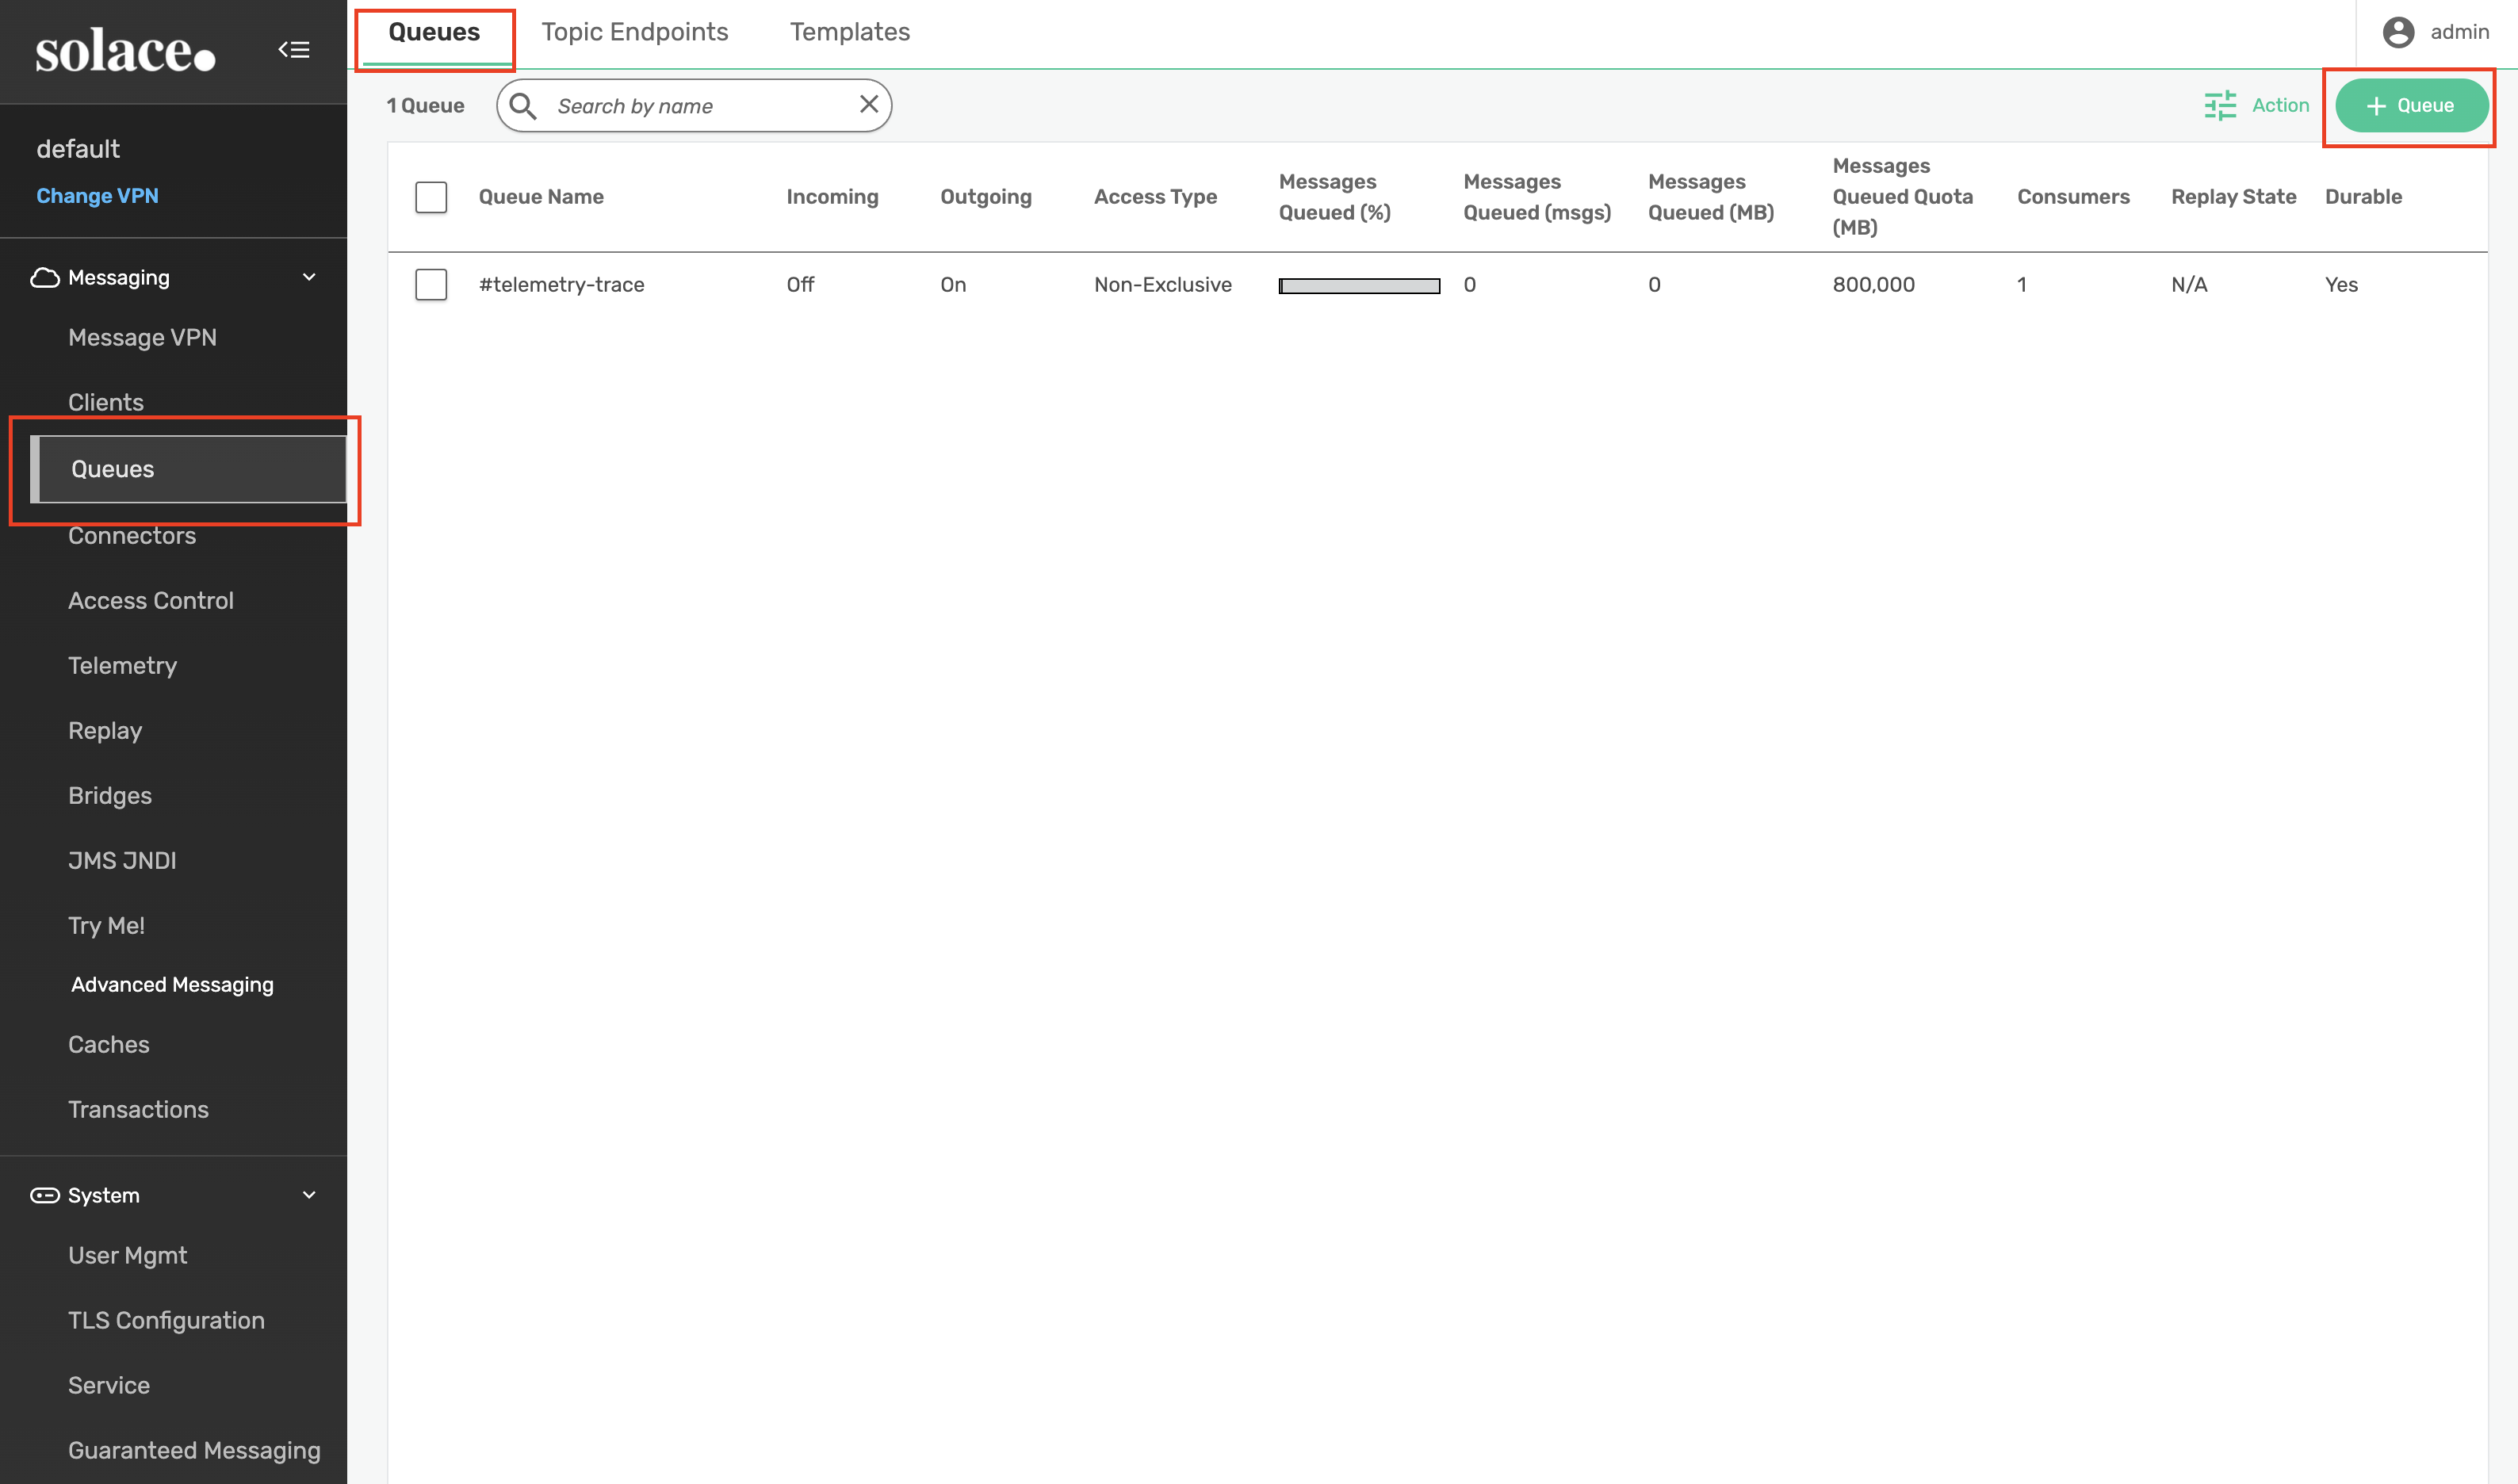 solace.
default
Change VPN
Messaging
Message VPN
Clients
Queues
Connectors
Access Control
Telemetry
Replay
Bridges
JMS JNDI
Try Me!
Advanced Messaging
Caches
Transactions
System
User Mgmt
TLS Configuration
Service
Guaranteed Messaging
Queues Topic Endpoints Templates
admin
1 Queue
Search by name
Action
+ Queue
Queue Name Incoming Outgoing Access Type Messages Queued (%) Messages Queued (msgs) Messages Queued (MB) Messages Queued Quota (MB) Consumers Replay State Durable
#telemetry-trace Off On Non-Exclusive 0 0 800,000 1 N/A Yes